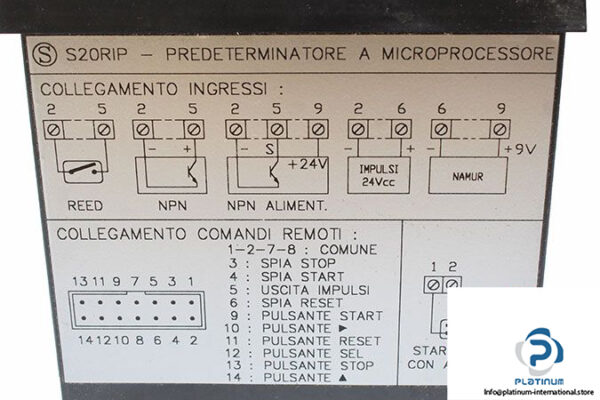 S S20RIP – PREDETERMINATORE A MICROPROCESSORE
COLLEGAMENTO INGRESSI :
2 5 2 5 2 5 9 2 6 6 9
- + - S +24V - + - +9V
IMPULSI
24Vcc
NAMUR
REED NPN NPN ALIMENT.
COLLEGAMENTO COMANDI REMOTI :
1-2-7-8 : COMUNE
3 : SPIA STOP
4 : SPIA START
5 : USCITA IMPULSI
6 : SPIA RESET
9 : PULSANTE START
10 : PULSANTE ►
11 : PULSANTE RESET
12 : PULSANTE SEL
13 : PULSANTE STOP
14 : PULSANTE ▲
13 11 9 7 5 3 1
14 12 10 8 6 4 2
1 2
STAR
CON A
PLATINUM
Info@platinum-international.store